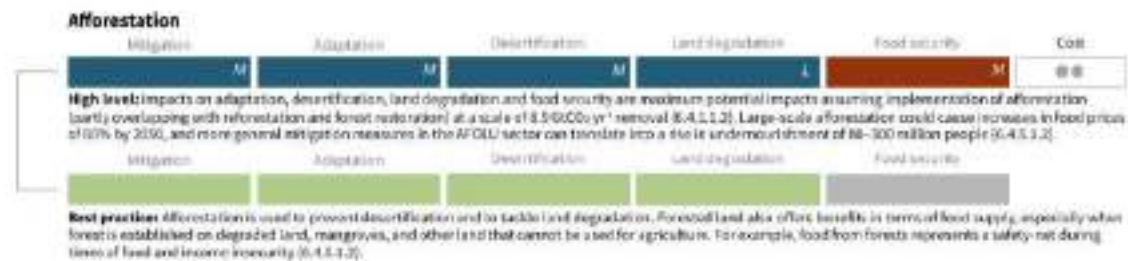 Afforestation
Mitigation Adaptation Desertification Land degradation Food security Cost
M M M L M
High level: Impacts on adaptation, desertification, land degradation and food security are maximum potential impacts assuming implementation of afforestation
(partly overlapping with reforestation and forest restoration) at a scale of 8.9 GtCO₂ yr⁻¹ removal {6.4.1.1.2}. Large-scale afforestation could cause increases in food prices
of 80% by 2050, and more general mitigation measures in the AFOLU sector can translate into a rise in undernourishment of 80–300 million people {6.4.5.1.2}.
Mitigation Adaptation Desertification Land degradation Food security
Best practice: Afforestation is used to prevent desertification and to tackle land degradation. Forested land also offers benefits in terms of food supply, especially when
forest is established on degraded land, mangroves, and other land that cannot be used for agriculture. For example, food from forests represents a safety-net during
times of food and income insecurity {6.4.5.1.2}.